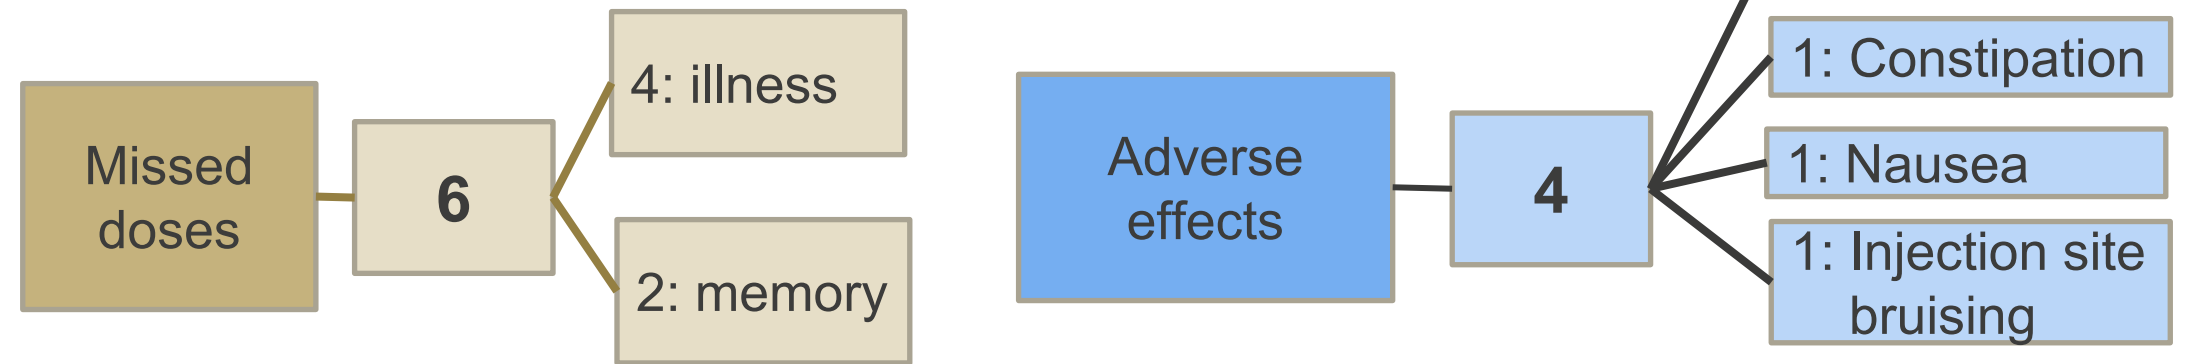 Missed
doses
6
4: illness
2: memory
Adverse
effects
4
1: Constipation
1: Nausea
1: Injection site
bruising